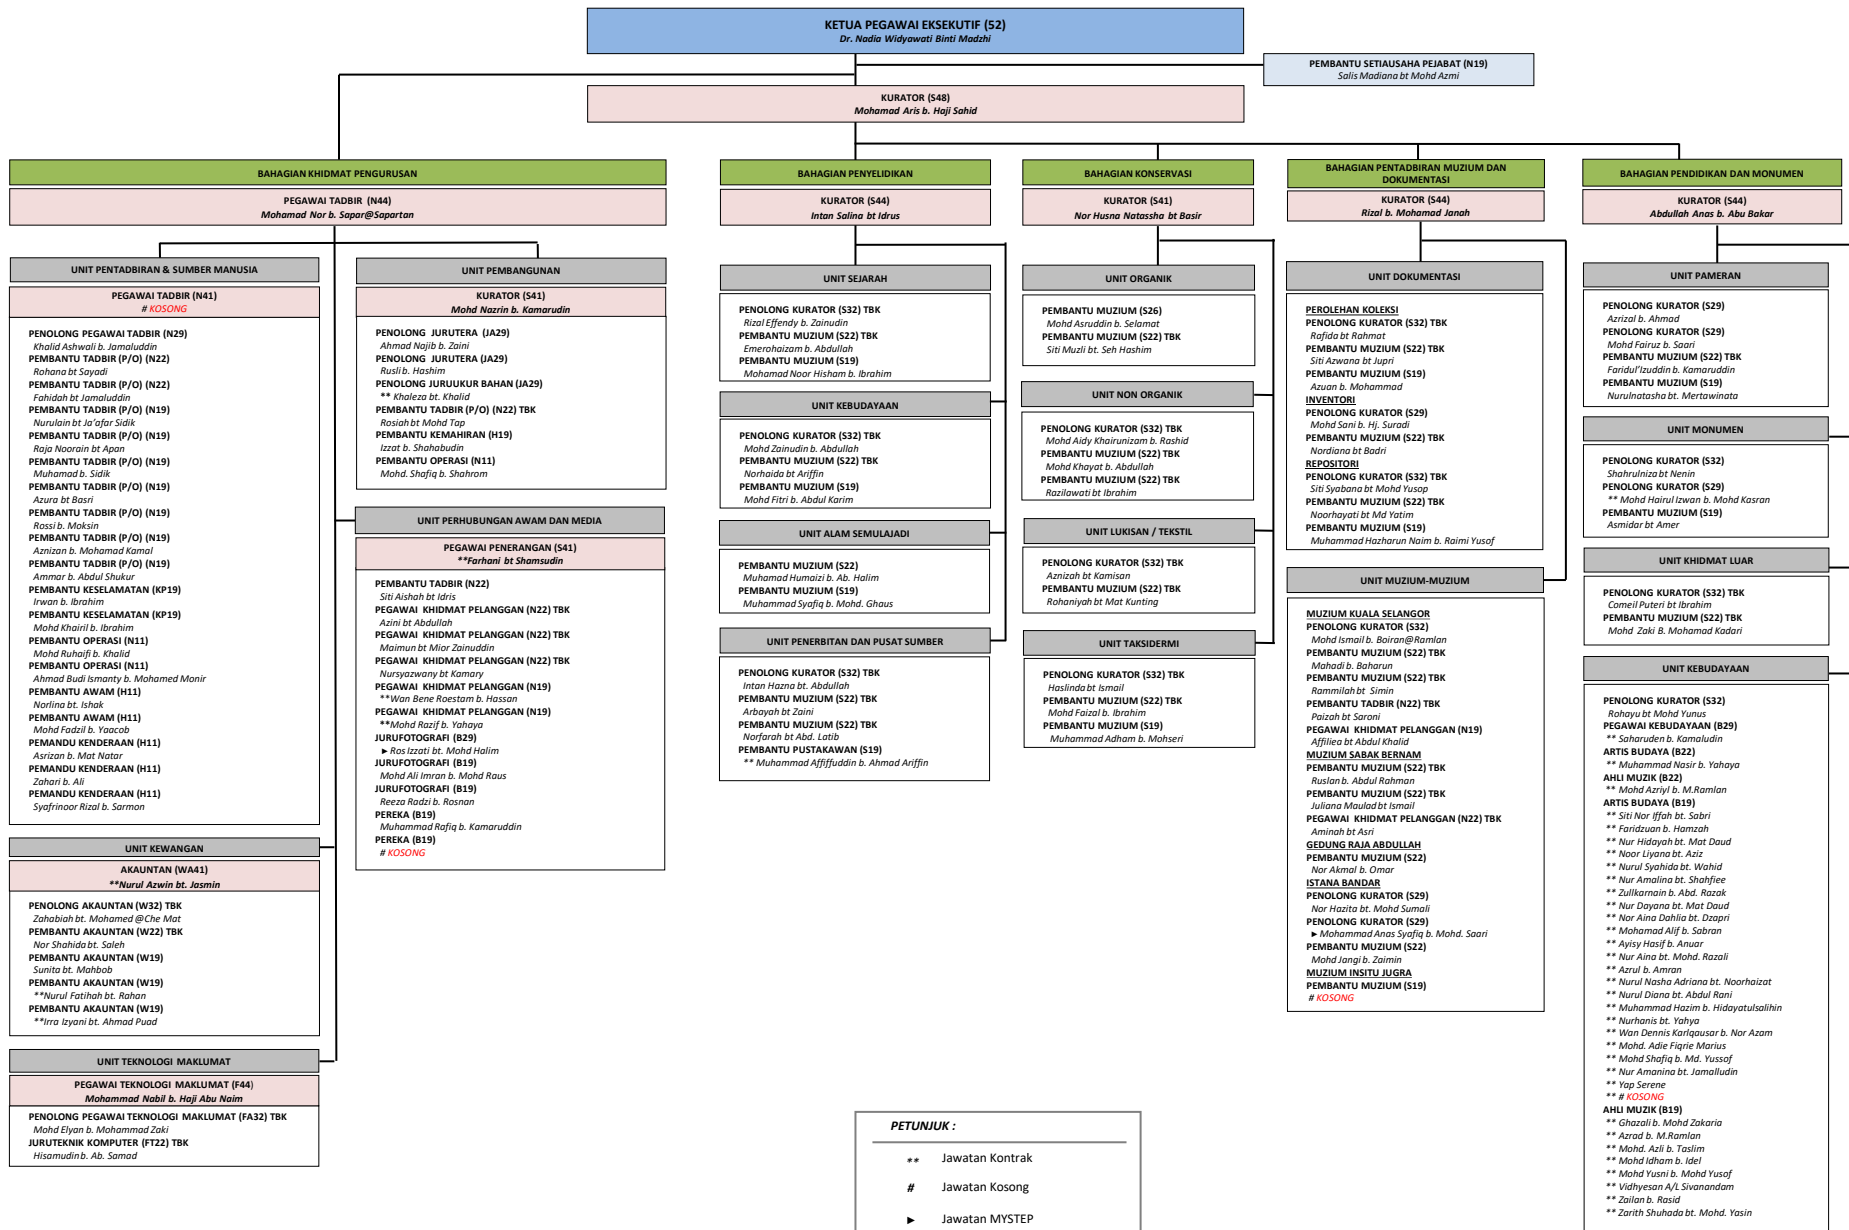 KETUA PEGAWAI EKSEKUTIF (52)
Dr. Nadia Widyawati Binti Madzhi
PEMBANTU SETIAUSAHA PEJABAT (N19)
Salis Madiana bt Mohd Azmi
KURATOR (S48)
Mohamad Aris b. Haji Sahid
BAHAGIAN KHIDMAT PENGURUSAN
PEGAWAI TADBIR (N44)
Mohamad Nor b. Sapar@Sapartan
UNIT PENTADBIRAN & SUMBER MANUSIA
PEGAWAI TADBIR (N41)
# KOSONG
PENOLONG PEGAWAI TADBIR (N29)
Khalid Ashwali b. Jamaluddin
PEMBANTU TADBIR (P/O) (N22)
Rohana bt Sayadi
PEMBANTU TADBIR (P/O) (N22)
Fahidah bt Jamaluddin
PEMBANTU TADBIR (P/O) (N19)
Nurulain bt Ja'afar Sidik
PEMBANTU TADBIR (P/O) (N19)
Raja Noorain bt Apan
PEMBANTU TADBIR (P/O) (N19)
Muhamad b. Sidik
PEMBANTU TADBIR (P/O) (N19)
Azura bt Basri
PEMBANTU TADBIR (P/O) (N19)
Rossi b. Moksin
PEMBANTU TADBIR (P/O) (N19)
Aznizan b. Mohamad Kamal
PEMBANTU TADBIR (P/O) (N19)
Ammar b. Abdul Shukur
PEMBANTU KESELAMATAN (KP19)
Irwan b. Ibrahim
PEMBANTU KESELAMATAN (KP19)
Mohd Khairil b. Ibrahim
PEMBANTU OPERASI (N11)
Mohd Ruhaifi b. Khalid
PEMBANTU OPERASI (N11)
Ahmad Budi Ismanty b. Mohamed Monir
PEMBANTU AWAM (H11)
Norlina bt. Ishak
PEMBANTU AWAM (H11)
Mohd Fadzil b. Yaacob
PEMANDU KENDERAAN (H11)
Asrizan b. Mat Natar
PEMANDU KENDERAAN (H11)
Zahari b. Ali
PEMANDU KENDERAAN (H11)
Syafrinoor Rizal b. Sarmon
UNIT KEWANGAN
AKAUNTAN (WA41)
**Nurul Azwin bt. Jasmin
PENOLONG AKAUNTAN (W32) TBK
Zahabiah bt. Mohamed @Che Mat
PEMBANTU AKAUNTAN (W22) TBK
Nor Shahida bt. Saleh
PEMBANTU AKAUNTAN (W19)
Sunita bt. Mahbob
PEMBANTU AKAUNTAN (W19)
**Nurul Fatihah bt. Rahan
PEMBANTU AKAUNTAN (W19)
**Irra Izyani bt. Ahmad Puad
UNIT TEKNOLOGI MAKLUMAT
PEGAWAI TEKNOLOGI MAKLUMAT (F44)
Mohammad Nabil b. Haji Abu Naim
PENOLONG PEGAWAI TEKNOLOGI MAKLUMAT (FA32) TBK
Mohd Elyan b. Mohammad Zaki
JURUTEKNIK KOMPUTER (FT22) TBK
Hisamudin b. Ab. Samad
UNIT PEMBANGUNAN
KURATOR (S41)
Mohd Nazrin b. Kamarudin
PENOLONG JURUTERA (JA29)
Ahmad Najib b. Zaini
PENOLONG JURUTERA (JA29)
Rusli b. Hashim
PENOLONG JURUUKUR BAHAN (JA29)
** Khaleza bt. Khalid
PEMBANTU TADBIR (P/O) (N22) TBK
Rosiah bt Mohd Tap
PEMBANTU KEMAHIRAN (H19)
Izzat b. Shahabudin
PEMBANTU OPERASI (N11)
Mohd. Shafiq b. Shahrom
UNIT PERHUBUNGAN AWAM DAN MEDIA
PEGAWAI PENERANGAN (S41)
**Farhani bt Shamsudin
PEMBANTU TADBIR (N22)
Siti Aishah bt Idris
PEGAWAI KHIDMAT PELANGGAN (N22) TBK
Azini bt Abdullah
PEGAWAI KHIDMAT PELANGGAN (N22) TBK
Maimun bt Mior Zainuddin
PEGAWAI KHIDMAT PELANGGAN (N22) TBK
Nursyazwany bt Kamary
PEGAWAI KHIDMAT PELANGGAN (N19)
**Wan Bene Roestam b. Hassan
PEGAWAI KHIDMAT PELANGGAN (N19)
**Mohd Razif b. Yahaya
JURUFOTOGRAFI (B29)
► Ros Izzati bt. Mohd Halim
JURUFOTOGRAFI (B19)
Mohd Ali Imran b. Mohd Raus
JURUFOTOGRAFI (B19)
Reeza Radzi b. Rosnan
PEREKA (B19)
Muhammad Rafiq b. Kamaruddin
PEREKA (B19)
# KOSONG
BAHAGIAN PENYELIDIKAN
KURATOR (S44)
Intan Salina bt Idrus
UNIT SEJARAH
PENOLONG KURATOR (S32) TBK
Rizal Effendy b. Zainudin
PEMBANTU MUZIUM (S22) TBK
Emerohaizam b. Abdullah
PEMBANTU MUZIUM (S19)
Mohamad Noor Hisham b. Ibrahim
UNIT KEBUDAYAAN
PENOLONG KURATOR (S32) TBK
Mohd Zainudin b. Abdullah
PEMBANTU MUZIUM (S22) TBK
Norhaida bt Ariffin
PEMBANTU MUZIUM (S19)
Mohd Fitri b. Abdul Karim
UNIT ALAM SEMULAJADI
PEMBANTU MUZIUM (S22)
Muhamad Humaizi b. Ab. Halim
PEMBANTU MUZIUM (S19)
Muhammad Syafiq b. Mohd. Ghaus
UNIT PENERBITAN DAN PUSAT SUMBER
PENOLONG KURATOR (S32) TBK
Intan Hazna bt. Abdullah
PEMBANTU MUZIUM (S22) TBK
Arbayah bt Zaini
PEMBANTU MUZIUM (S22) TBK
Norfarah bt Abd. Latib
PEMBANTU PUSTAKAWAN (S19)
** Muhammad Affiffuddin b. Ahmad Ariffin
BAHAGIAN KONSERVASI
KURATOR (S41)
Nor Husna Natassha bt Basir
UNIT ORGANIK
PEMBANTU MUZIUM (S26)
Mohd Asruddin b. Selamat
PEMBANTU MUZIUM (S22) TBK
Siti Muzli bt. Seh Hashim
UNIT NON ORGANIK
PENOLONG KURATOR (S32) TBK
Mohd Aidy Khairunizam b. Rashid
PEMBANTU MUZIUM (S22) TBK
Mohd Khayat b. Abdullah
PEMBANTU MUZIUM (S22) TBK
Razilawati bt Ibrahim
UNIT LUKISAN / TEKSTIL
PENOLONG KURATOR (S32) TBK
Aznizah bt Kamisan
PEMBANTU MUZIUM (S22) TBK
Rohaniyah bt Mat Kunting
UNIT TAKSIDERMI
PENOLONG KURATOR (S32) TBK
Haslinda bt Ismail
PEMBANTU MUZIUM (S22) TBK
Mohd Faizal b. Ibrahim
PEMBANTU MUZIUM (S19)
Muhammad Adham b. Mohseri
BAHAGIAN PENTADBIRAN MUZIUM DAN
DOKUMENTASI
KURATOR (S44)
Rizal b. Mohamad Janah
UNIT DOKUMENTASI
PEROLEHAN KOLEKSI
PENOLONG KURATOR (S32) TBK
Rafida bt Rahmat
PEMBANTU MUZIUM (S22) TBK
Siti Azwana bt Jupri
PEMBANTU MUZIUM (S19)
Azuan b. Mohammad
INVENTORI
PENOLONG KURATOR (S29)
Mohd Sani b. Hj. Suradi
PEMBANTU MUZIUM (S22) TBK
Nordiana bt Badri
REPOSITORI
PENOLONG KURATOR (S32) TBK
Siti Syabana bt Mohd Yusop
PEMBANTU MUZIUM (S22) TBK
Noorhayati bt Md Yatim
PEMBANTU MUZIUM (S19)
Muhammad Hazharun Naim b. Raimi Yusof
UNIT MUZIUM-MUZIUM
MUZIUM KUALA SELANGOR
PENOLONG KURATOR (S32)
Mohd Ismail b. Boiran@Ramlan
PEMBANTU MUZIUM (S22) TBK
Mahadi b. Baharun
PEMBANTU MUZIUM (S22) TBK
Rammilah bt Simin
PEMBANTU TADBIR (N22) TBK
Paizah bt Saroni
PEGAWAI KHIDMAT PELANGGAN (N19)
Affiliea bt Abdul Khalid
MUZIUM SABAK BERNAM
PEMBANTU MUZIUM (S22) TBK
Ruslan b. Abdul Rahman
PEMBANTU MUZIUM (S22) TBK
Juliana Maulad bt Ismail
PEGAWAI KHIDMAT PELANGGAN (N22) TBK
Aminah bt Asri
GEDUNG RAJA ABDULLAH
PEMBANTU MUZIUM (S22)
Nor Akmal b. Omar
ISTANA BANDAR
PENOLONG KURATOR (S29)
Nor Hazita bt. Mohd Sumali
PENOLONG KURATOR (S29)
► Mohammad Anas Syafiq b. Mohd. Saari
PEMBANTU MUZIUM (S22)
Mohd Jangi b. Zaimin
MUZIUM INSITU JUGRA
PEMBANTU MUZIUM (S19)
# KOSONG
BAHAGIAN PENDIDIKAN DAN MONUMEN
KURATOR (S44)
Abdullah Anas b. Abu Bakar
UNIT PAMERAN
PENOLONG KURATOR (S29)
Azrizal b. Ahmad
PENOLONG KURATOR (S29)
Mohd Fairuz b. Saari
PEMBANTU MUZIUM (S22) TBK
Faridul'Izuddin b. Kamaruddin
PEMBANTU MUZIUM (S19)
Nurulnatasha bt. Mertawinata
UNIT MONUMEN
PENOLONG KURATOR (S32)
Shahrulniza bt Nenin
PENOLONG KURATOR (S29)
** Mohd Hairul Izwan b. Mohd Kasran
PEMBANTU MUZIUM (S19)
Asmidar bt Amer
UNIT KHIDMAT LUAR
PENOLONG KURATOR (S32) TBK
Comeil Puteri bt Ibrahim
PEMBANTU MUZIUM (S22) TBK
Mohd Zaki B. Mohamad Kadari
UNIT KEBUDAYAAN
PENOLONG KURATOR (S32)
Rohayu bt Mohd Yunus
PEGAWAI KEBUDAYAAN (B29)
** Saharuden b. Kamaludin
ARTIS BUDAYA (B22)
** Muhammad Nasir b. Yahaya
AHLI MUZIK (B22)
** Mohd Azriyl b. M.Ramlan
ARTIS BUDAYA (B19)
** Siti Nor Iffah bt. Sabri
** Faridzuan b. Hamzah
** Nur Hidayah bt. Mat Daud
** Noor Liyana bt. Aziz
** Nurul Syahida bt. Wahid
** Nur Amalina bt. Shahfiee
** Zullkarnain b. Abd. Razak
** Nur Dayana bt. Mat Daud
** Nor Aina Dahlia bt. Dzapri
** Mohamad Alif b. Sabran
** Ayisy Hasif b. Anuar
** Nur Aina bt. Mohd. Razali
** Azrul b. Amran
** Nurul Nasha Adriana bt. Noorhaizat
** Nurul Diana bt. Abdul Rani
** Muhammad Hazim b. Hidayatulsalihin
** Nurhanis bt. Yahya
** Wan Dennis Karlqausar b. Nor Azam
** Mohd. Adie Fiqrie Marius
** Mohd Shafiq b. Md. Yussof
** Nur Amanina bt. Jamalludin
** Yap Serene
** # KOSONG
AHLI MUZIK (B19)
** Ghazali b. Mohd Zakaria
** Azrad b. M.Ramlan
** Mohd. Azli b. Taslim
** Mohd Idham b. Idel
** Mohd Yusni b. Mohd Yusof
** Vidhyesan A/L Sivanandam
** Zailan b. Rasid
** Zarith Shuhada bt. Mohd. Yasin
PETUNJUK :
** Jawatan Kontrak
# Jawatan Kosong
► Jawatan MYSTEP